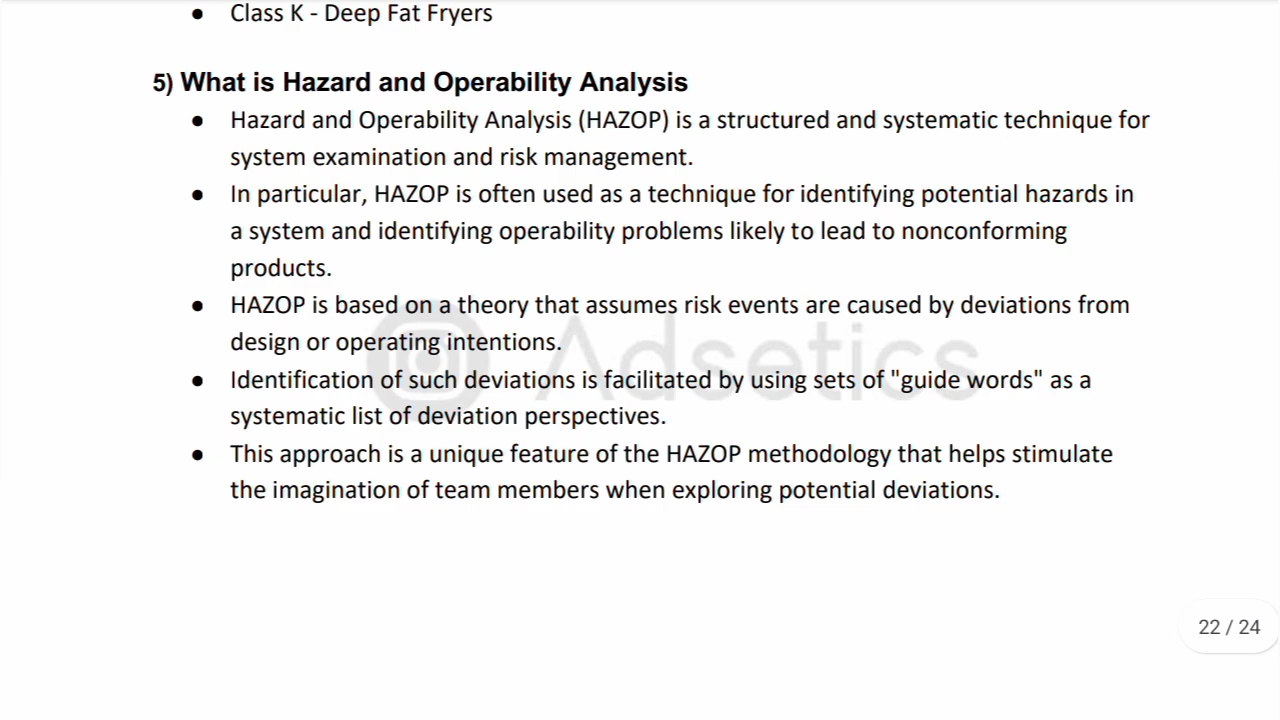 ● Class K - Deep Fat Fryers
5) What is Hazard and Operability Analysis
● Hazard and Operability Analysis (HAZOP) is a structured and systematic technique for
system examination and risk management.
● In particular, HAZOP is often used as a technique for identifying potential hazards in
a system and identifying operability problems likely to lead to nonconforming
products.
● HAZOP is based on a theory that assumes risk events are caused by deviations from
design or operating intentions.
Adsetics
● Identification of such deviations is facilitated by using sets of "guide words" as a
systematic list of deviation perspectives.
● This approach is a unique feature of the HAZOP methodology that helps stimulate
the imagination of team members when exploring potential deviations.
22 / 24